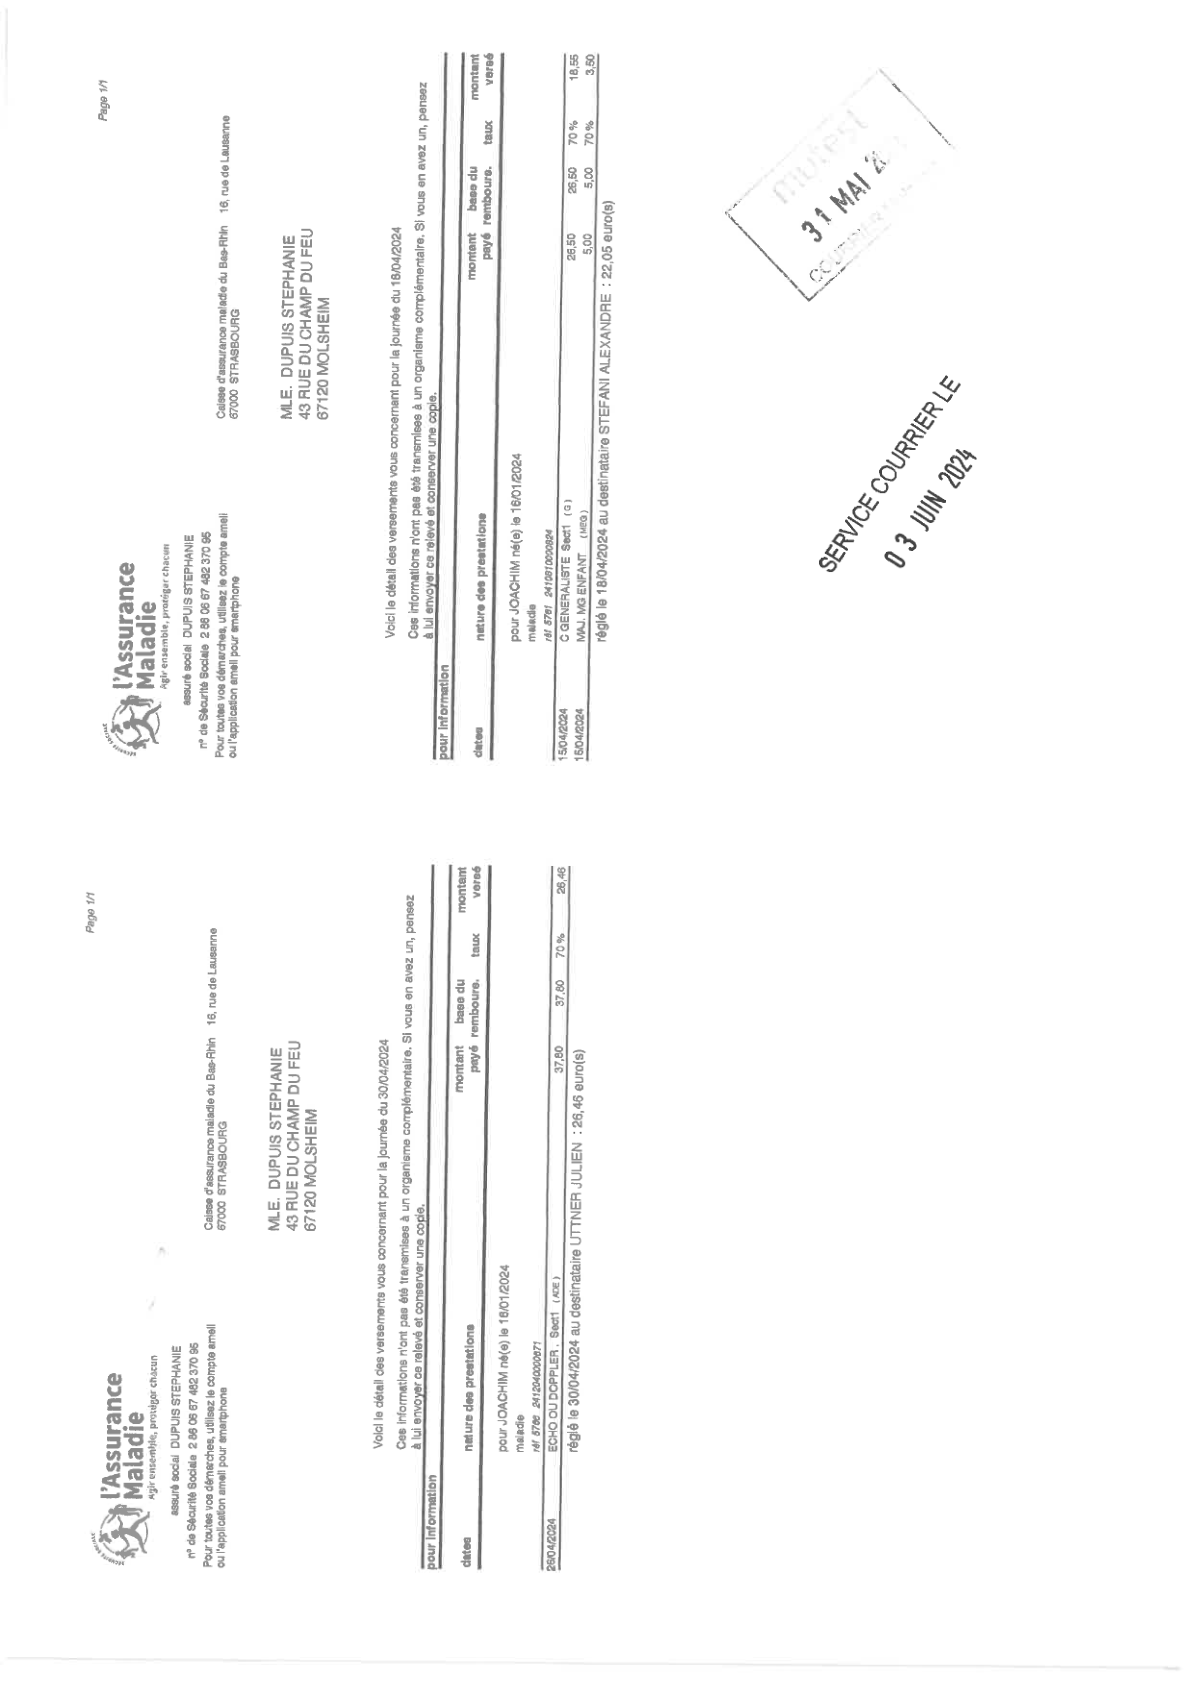 Page 1/1
l'Assurance
Maladie
Agir ensemble, protéger chacun
assuré social DUPUIS STEPHANIE
n° de Sécurité Sociale 2 86 06 67 482 370 95
Pour toutes vos démarches, utilisez le compte ameli
ou l'application ameli pour smartphone
Caisse d'assurance maladie du Bas-Rhin 16, rue de Lausanne
67000 STRASBOURG
MLE. DUPUIS STEPHANIE
43 RUE DU CHAMP DU FEU
67120 MOLSHEIM
Voici le détail des versements vous concernant pour la journée du 30/04/2024
Ces informations n'ont pas été transmises à un organisme complémentaire. Si vous en avez un, pensez
à lui envoyer ce relevé et conserver une copie.
pour information
dates nature des prestations montant payé base du rembours. taux montant versé
pour JOACHIM né(e) le 16/01/2024
maladie
réf 5766 2412040000671
26/04/2024 ECHO OU DOPPLER . Sect1 (ADE) 37,80 37,80 70 % 26,46
réglé le 30/04/2024 au destinataire UTTNER JULIEN : 26,46 euro(s)
Page 1/1
l'Assurance
Maladie
Agir ensemble, protéger chacun
assuré social DUPUIS STEPHANIE
n° de Sécurité Sociale 2 86 06 67 482 370 95
Pour toutes vos démarches, utilisez le compte ameli
ou l'application ameli pour smartphone
Caisse d'assurance maladie du Bas-Rhin 16, rue de Lausanne
67000 STRASBOURG
MLE. DUPUIS STEPHANIE
43 RUE DU CHAMP DU FEU
67120 MOLSHEIM
Voici le détail des versements vous concernant pour la journée du 18/04/2024
Ces informations n'ont pas été transmises à un organisme complémentaire. Si vous en avez un, pensez
à lui envoyer ce relevé et conserver une copie.
pour information
dates nature des prestations montant payé base du rembours. taux montant versé
pour JOACHIM né(e) le 16/01/2024
maladie
réf 5761 2410810000824
15/04/2024 C GENERALISTE Sect1 (G) 26,50 26,50 70 % 18,55
15/04/2024 MAJ. MG ENFANT (MEG) 5,00 5,00 70 % 3,50
réglé le 18/04/2024 au destinataire STEFANI ALEXANDRE : 22,05 euro(s)
SERVICE COURRIER LE
03 JUIN 2024
mutest
31 MAI
COURRIER